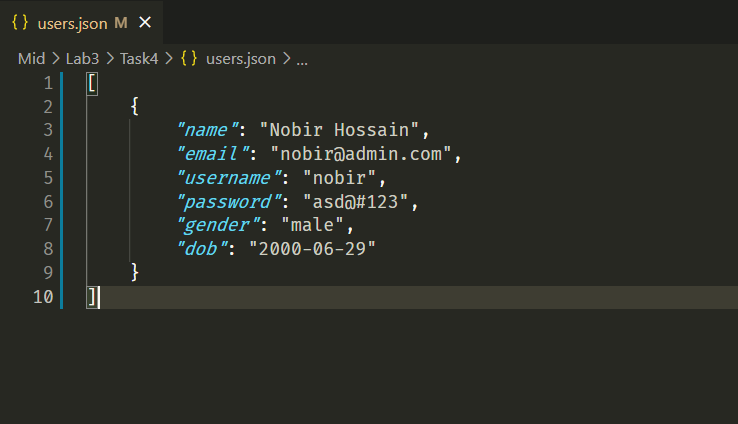 {} users.json M ×
Mid > Lab3 > Task4 > {} users.json > ...
1 [
2 {
3 "name": "Nobir Hossain",
4 "email": "nobir@admin.com",
5 "username": "nobir",
6 "password": "asd@#123",
7 "gender": "male",
8 "dob": "2000-06-29"
9 }
10 ]